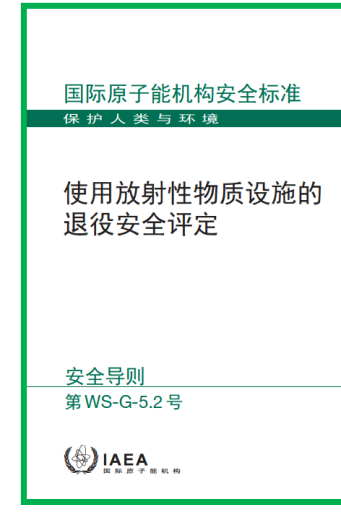 国际原子能机构安全标准
保护人类与环境
使用放射性物质设施的
退役安全评定
安全导则
第 WS-G-5.2 号
IAEA
国际原子能机构